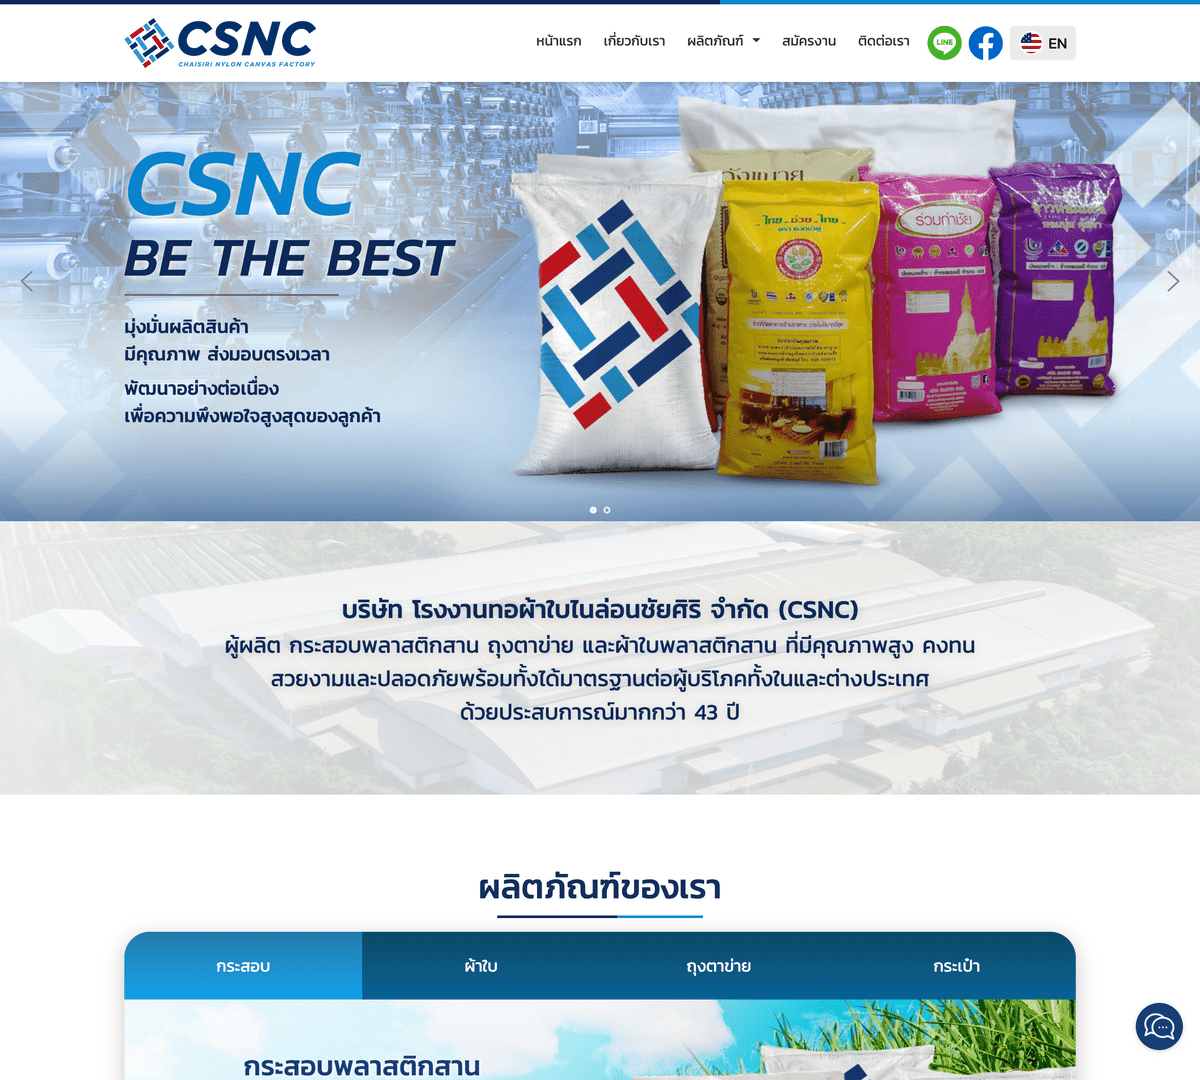 CSNC
CHAISIRI NYLON CANVAS FACTORY
หน้าแรก
เกี่ยวกับเรา
ผลิตภัณฑ์
สมัครงาน
ติดต่อเรา
LINE
EN
CSNC
BE THE BEST
มุ่งมั่นผลิตสินค้า
มีคุณภาพ ส่งมอบตรงเวลา
พัฒนาอย่างต่อเนื่อง
เพื่อความพึงพอใจสูงสุดของลูกค้า
ไทย ช่วย ไทย
ร่วมกำชัย
บริษัท โรงงานทอผ้าใบไนล่อนชัยศิริ จำกัด (CSNC)
ผู้ผลิต กระสอบพลาสติกสาน ถุงตาข่าย และผ้าใบพลาสติกสาน ที่มีคุณภาพสูง คงทน
สวยงามและปลอดภัยพร้อมทั้งได้มาตรฐานต่อผู้บริโภคทั้งในและต่างประเทศ
ด้วยประสบการณ์มากกว่า 43 ปี
ผลิตภัณฑ์ของเรา
กระสอบ
ผ้าใบ
ถุงตาข่าย
กระเป๋า
กระสอบพลาสติกสาน